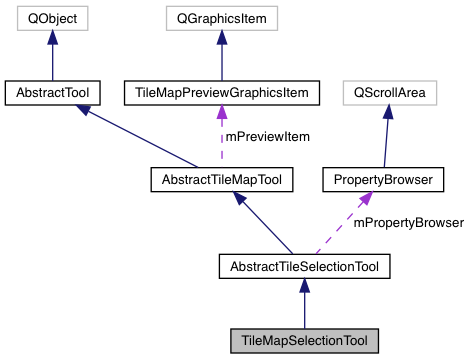 QObject
QGraphicsItem
AbstractTool
TileMapPreviewGraphicsItem
QScrollArea
mPreviewItem
AbstractTileMapTool
PropertyBrowser
mPropertyBrowser
AbstractTileSelectionTool
TileMapSelectionTool